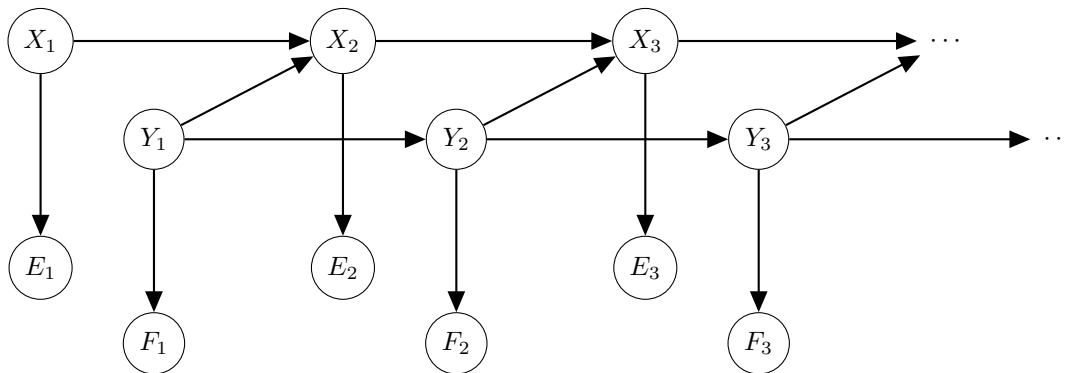 X₁ X₂ X₃ ···
Y₁ Y₂ Y₃ ··
E₁ E₂ E₃
F₁ F₂ F₃